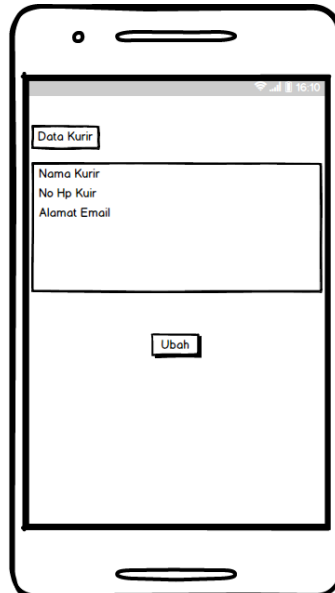 16:10
Data Kurir
Nama Kurir
No Hp Kuir
Alamat Email
Ubah